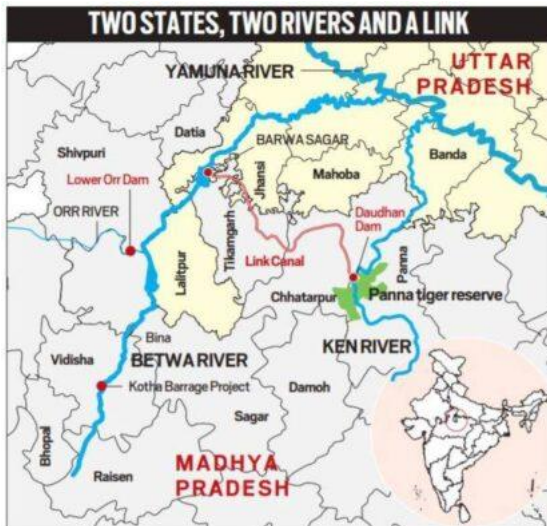 TWO STATES, TWO RIVERS AND A LINK
UTTAR
PRADESH
YAMUNA RIVER
Datia
BARWA SAGAR
Shivpuri
Banda
Jhansi
Mahoba
Lower Orr Dam
ORR RIVER
Daudhan
Dam
Tikamgarh
Lalitpur
Link Canal
Panna
Chhatarpur
Panna tiger reserve
Bina
Vidisha
BETWA RIVER
KEN RIVER
Kotha Barrage Project
Damoh
Sagar
Bhopal
MADHYA
PRADESH
Raisen